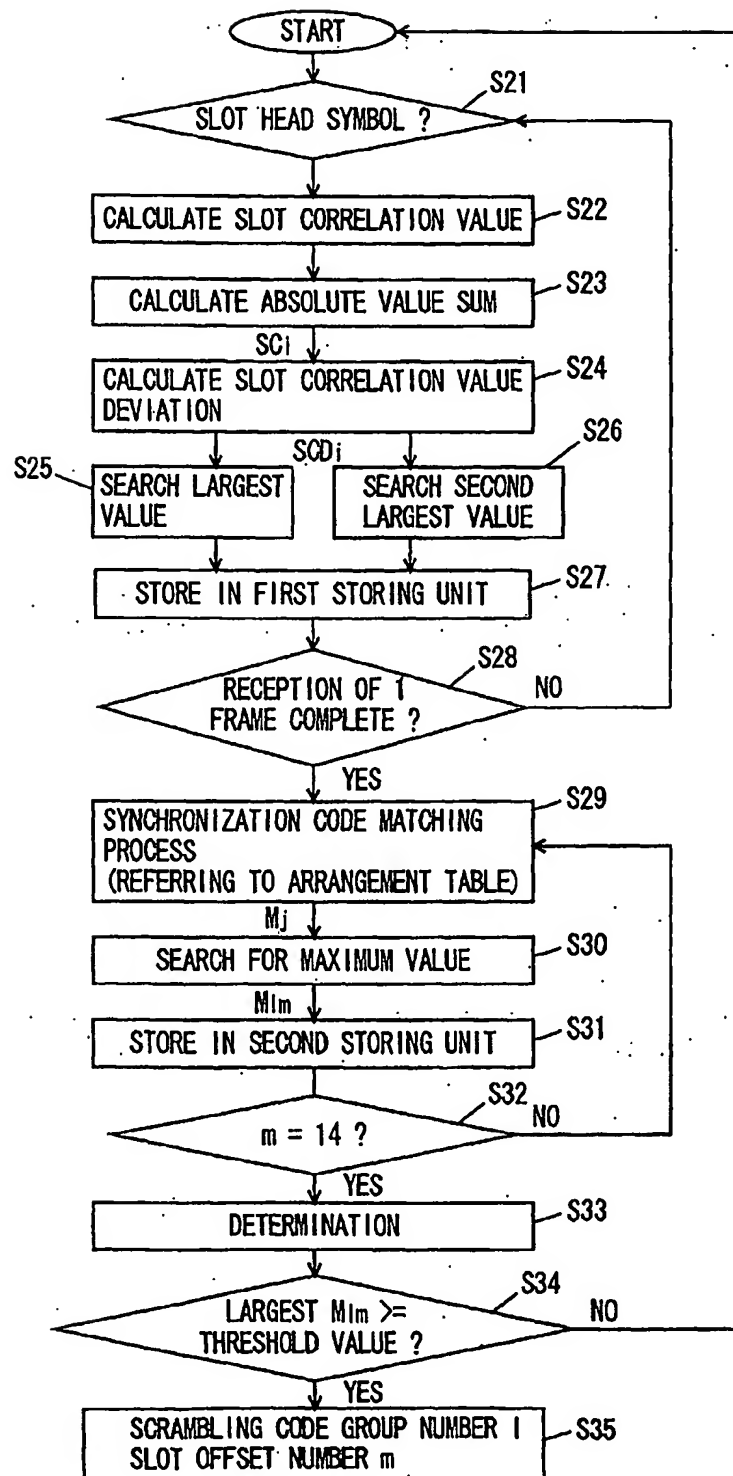 START
S21
SLOT HEAD SYMBOL ?
S22
CALCULATE SLOT CORRELATION VALUE
S23
CALCULATE ABSOLUTE VALUE SUM
SCi
S24
CALCULATE SLOT CORRELATION VALUE
DEVIATION
SCDi
S25
SEARCH LARGEST
VALUE
S26
SEARCH SECOND
LARGEST VALUE
S27
STORE IN FIRST STORING UNIT
S28
RECEPTION OF 1
FRAME COMPLETE ?
NO
YES
S29
SYNCHRONIZATION CODE MATCHING
PROCESS
(REFERRING TO ARRANGEMENT TABLE)
Mj
S30
SEARCH FOR MAXIMUM VALUE
Mlm
S31
STORE IN SECOND STORING UNIT
S32
m = 14 ?
NO
YES
S33
DETERMINATION
S34
LARGEST Mlm >=
THRESHOLD VALUE ?
NO
YES
S35
SCRAMBLING CODE GROUP NUMBER l
SLOT OFFSET NUMBER m